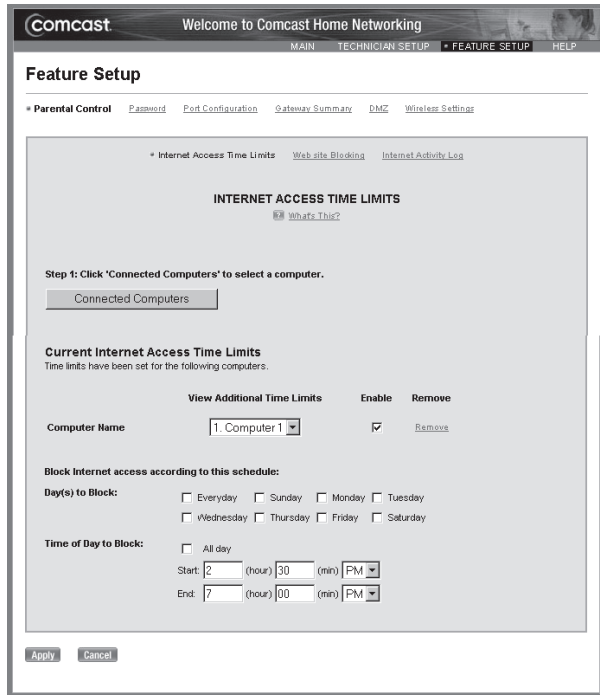 Comcast. Welcome to Comcast Home Networking
MAIN TECHNICIAN SETUP FEATURE SETUP HELP
Feature Setup
Parental Control Password Port Configuration Gateway Summary DMZ Wireless Settings
Internet Access Time Limits Web site Blocking Internet Activity Log
INTERNET ACCESS TIME LIMITS
What's This?
Step 1: Click 'Connected Computers' to select a computer.
Connected Computers
Current Internet Access Time Limits
Time limits have been set for the following computers.
View Additional Time Limits Enable Remove
Computer Name 1. Computer 1 Remove
Block Internet access according to this schedule:
Day(s) to Block: Everyday Sunday Monday Tuesday
Wednesday Thursday Friday Saturday
Time of Day to Block: All day
Start: 2 (hour) 30 (min) PM
End: 7 (hour) 00 (min) PM
Apply Cancel